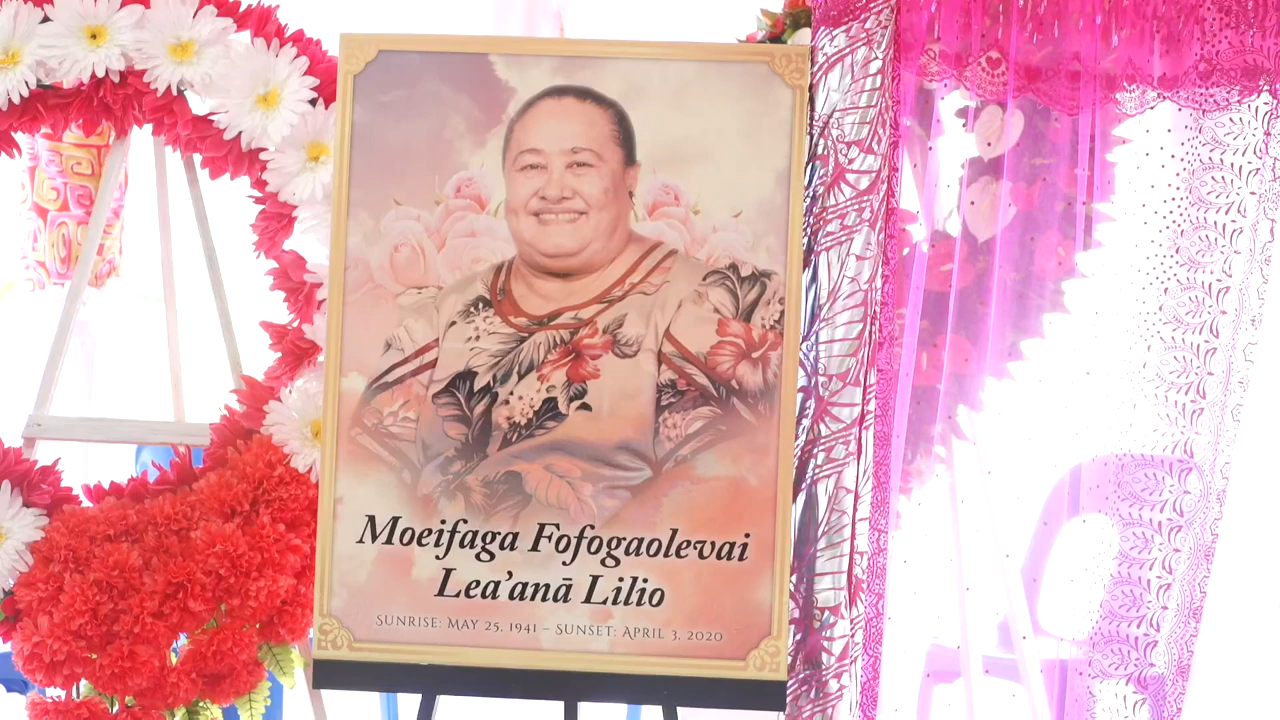 Moeifaga Fofogaolevai
Lea’anā Lilio
Sunrise: May 25, 1941 – Sunset: April 3, 2020